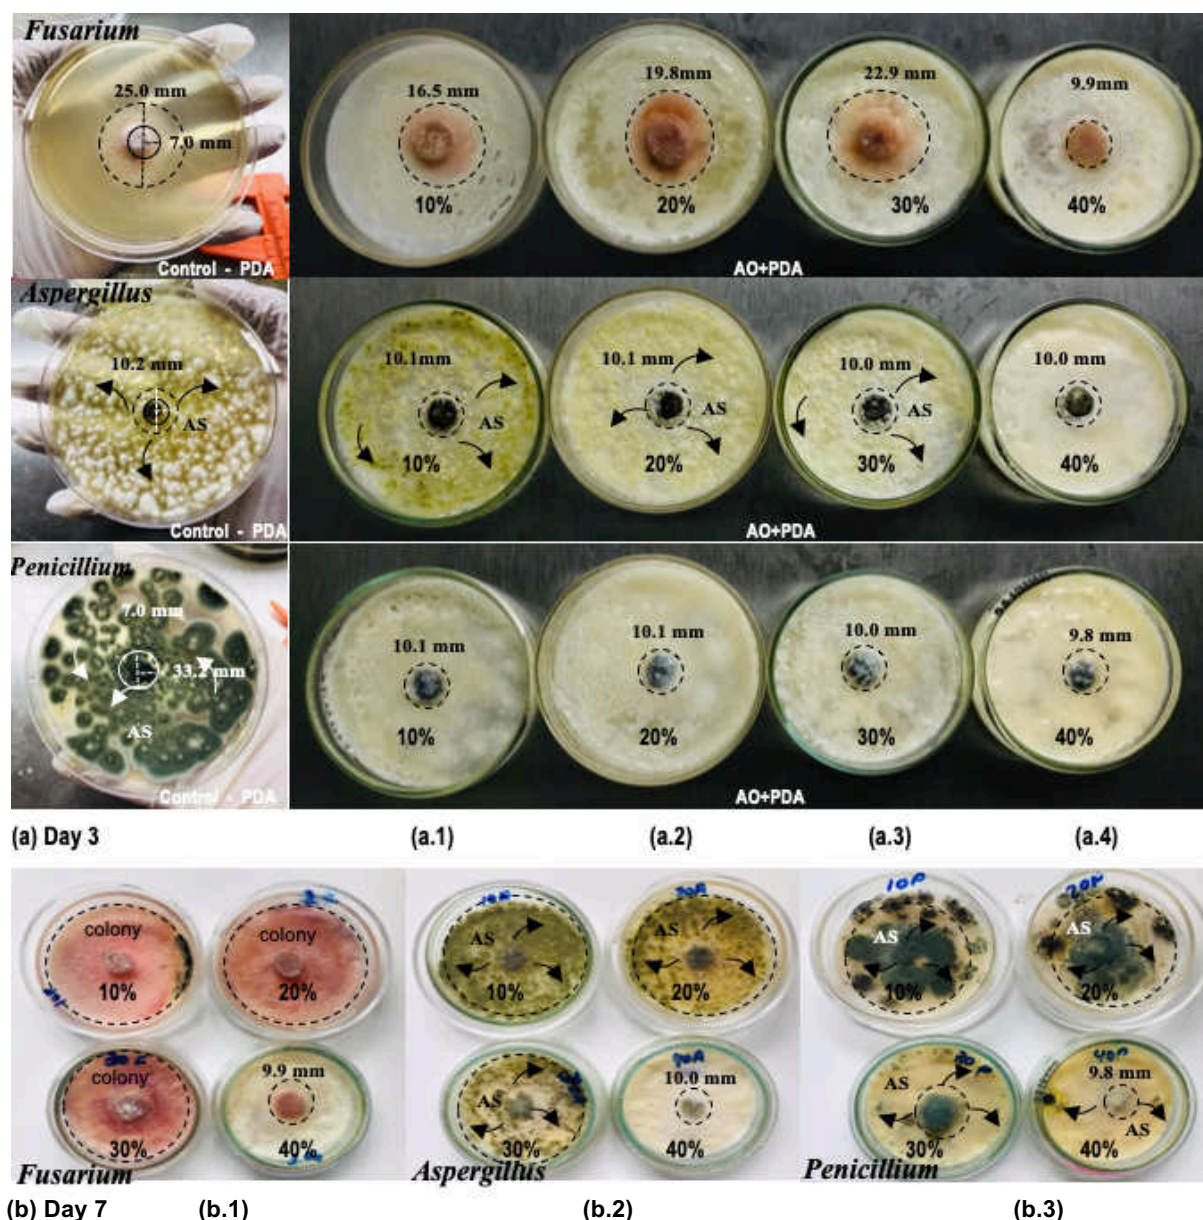 Fusarium
25.0 mm
7.0 mm
Control - PDA
16.5 mm
19.8mm
22.9 mm
9.9mm
10%
20%
30%
40%
AO+PDA
Aspergillus
10.2 mm
AS
Control - PDA
10.1mm
10.1 mm
10.0 mm
10.0 mm
AS
AS
AS
10%
20%
30%
40%
AO+PDA
Penicillium
7.0 mm
33.2 mm
AS
Control - PDA
10.1 mm
10.1 mm
10.0 mm
9.8 mm
10%
20%
30%
40%
AO+PDA
(a) Day 3
(a.1)
(a.2)
(a.3)
(a.4)
colony
10%
colony
20%
colony
30%
9.9 mm
40%
Fusarium
AS
10%
AS
20%
AS
30%
10.0 mm
40%
Aspergillus
10P
AS
10%
20P
AS
20%
AS
30%
40P
9.8 mm
AS
40%
Penicillium
(b) Day 7
(b.1)
(b.2)
(b.3)